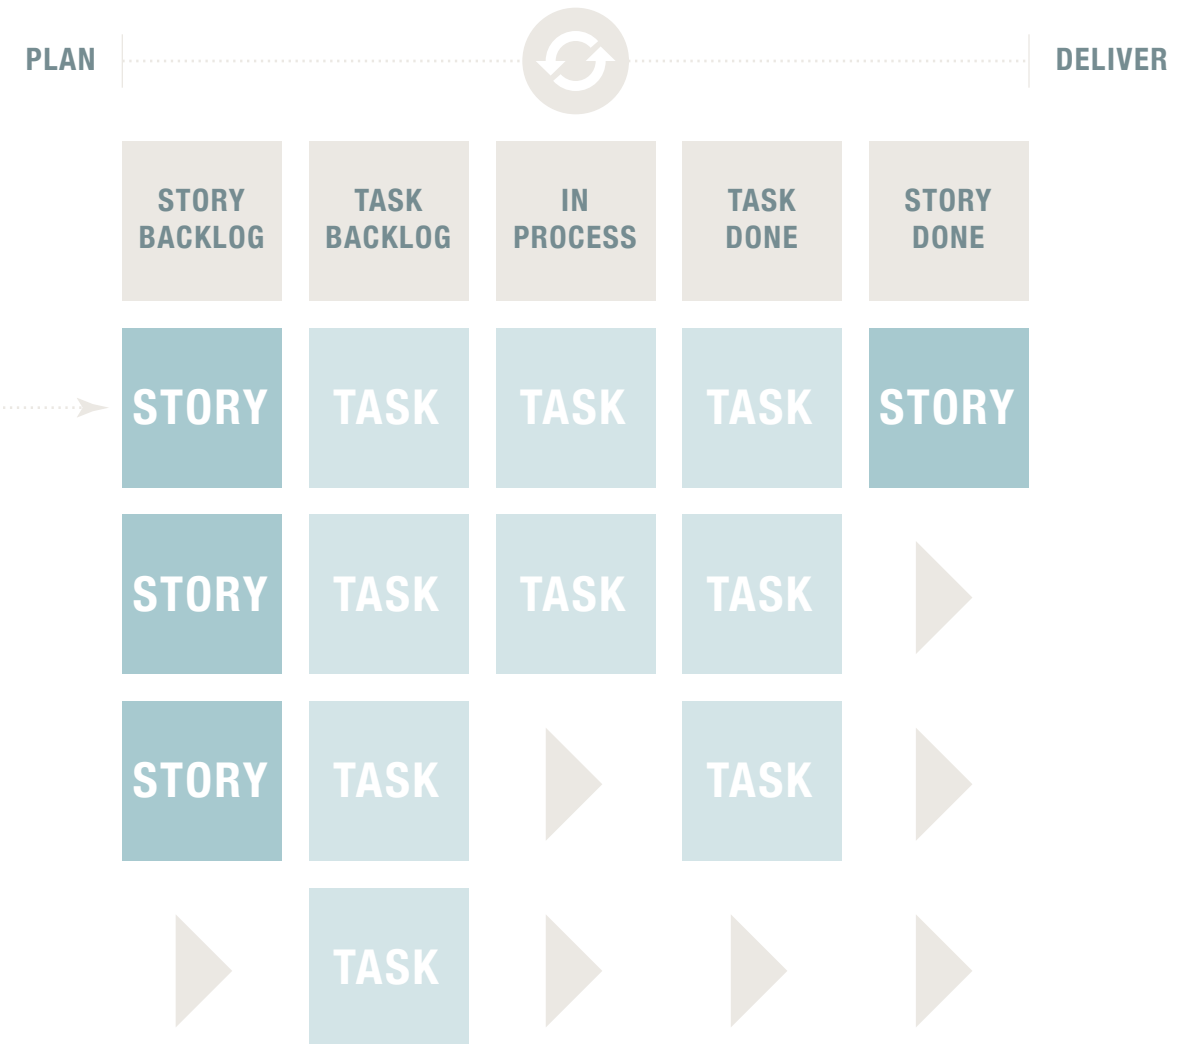 PLAN
DELIVER
STORY
BACKLOG
TASK
BACKLOG
IN
PROCESS
TASK
DONE
STORY
DONE
STORY TASK TASK TASK STORY
STORY TASK TASK TASK
STORY TASK TASK
TASK